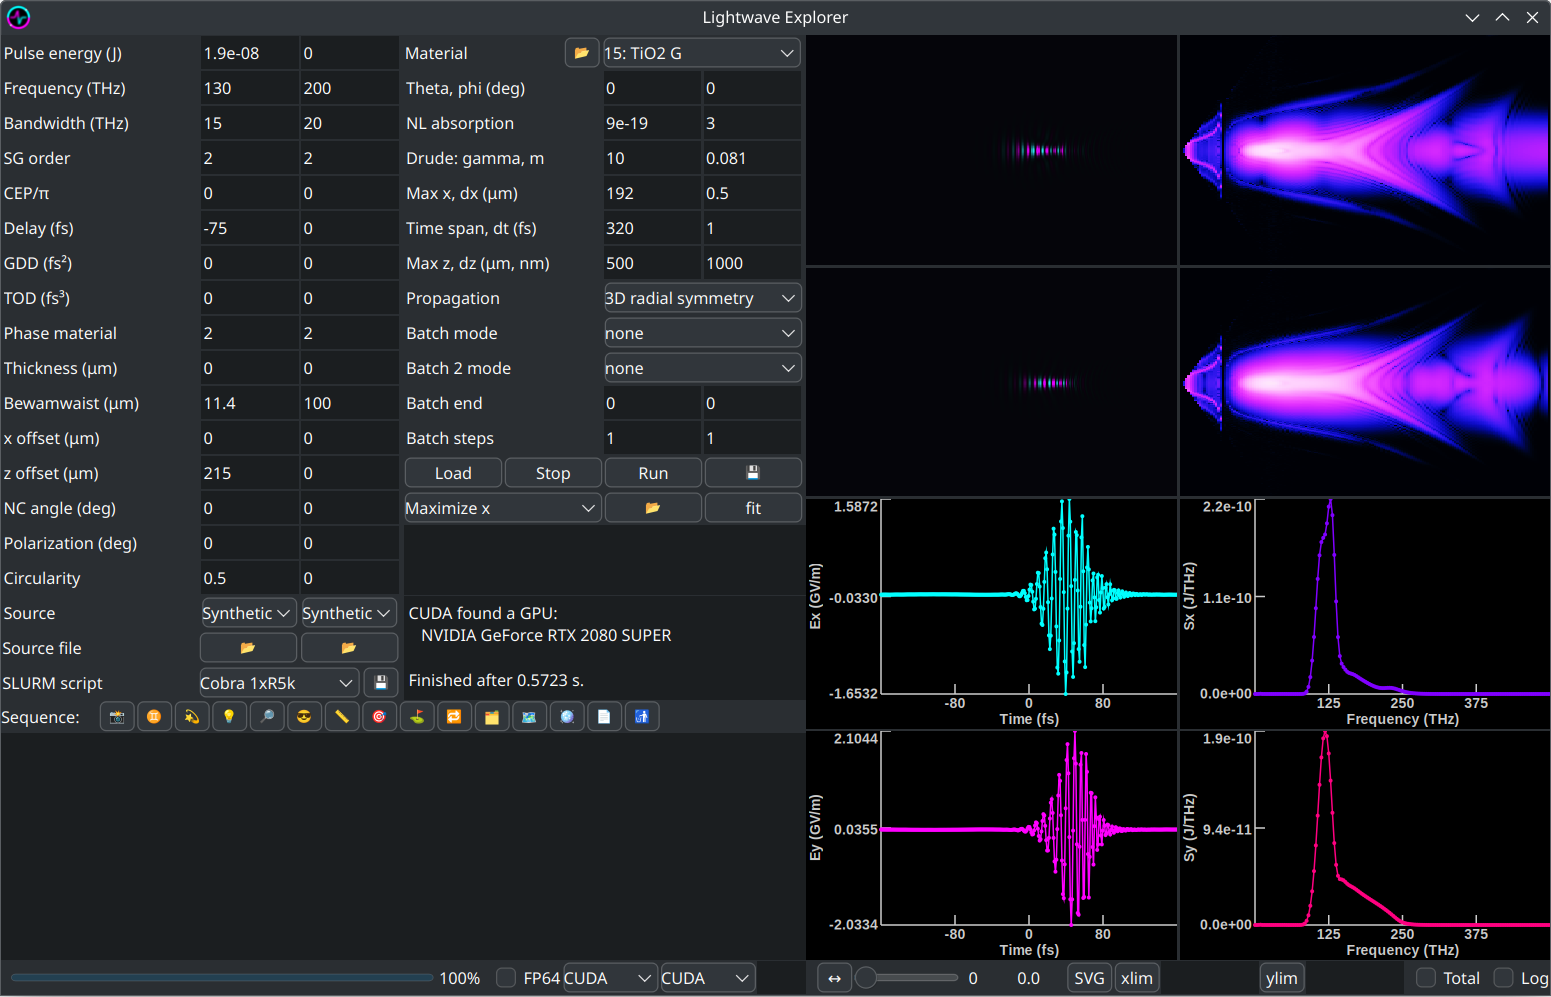 Lightwave Explorer
Pulse energy (J) 1.9e-08 0
Frequency (THz) 130 200
Bandwidth (THz) 15 20
SG order 2 2
CEP/π 0 0
Delay (fs) -75 0
GDD (fs²) 0 0
TOD (fs³) 0 0
Phase material 2 2
Thickness (µm) 0 0
Bewamwaist (µm) 11.4 100
x offset (µm) 0 0
z offset (µm) 215 0
NC angle (deg) 0 0
Polarization (deg) 0 0
Circularity 0.5 0
Source Synthetic Synthetic
Source file
SLURM script Cobra 1xR5k
Sequence:
Material 15: TiO2 G
Theta, phi (deg) 0 0
NL absorption 9e-19 3
Drude: gamma, m 10 0.081
Max x, dx (µm) 192 0.5
Time span, dt (fs) 320 1
Max z, dz (µm, nm) 500 1000
Propagation 3D radial symmetry
Batch mode none
Batch 2 mode none
Batch end 0 0
Batch steps 1 1
Load Stop Run
Maximize x fit
CUDA found a GPU:
NVIDIA GeForce RTX 2080 SUPER
Finished after 0.5723 s.
1.5872
-0.0330
-1.6532
Ex (GV/m)
-80 0 80
Time (fs)
2.2e-10
1.1e-10
0.0e+00
Sx (J/THz)
125 250 375
Frequency (THz)
2.1044
0.0355
-2.0334
Ey (GV/m)
-80 0 80
Time (fs)
1.9e-10
9.4e-11
0.0e+00
Sy (J/THz)
125 250 375
Frequency (THz)
100% FP64 CUDA CUDA
↔ 0 0.0 SVG xlim ylim Total Log